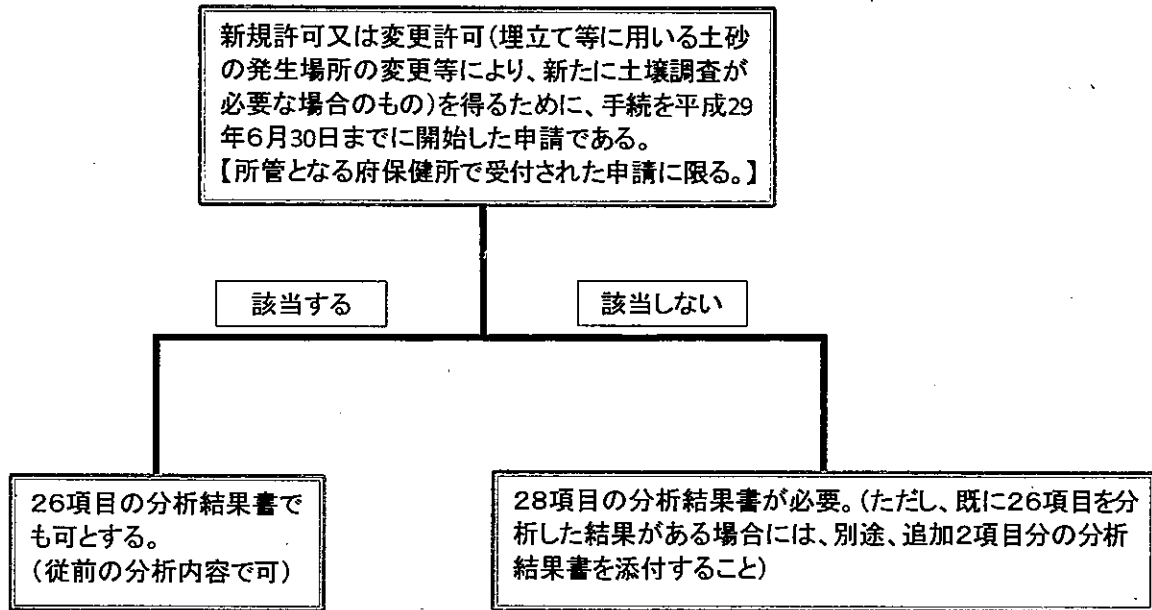 新規許可又は変更許可(埋立て等に用いる土砂
の発生場所の変更等により、新たに土壌調査が
必要な場合のもの)を得るために、手続を平成29
年6月30日までに開始した申請である。
【所管となる府保健所で受付された申請に限る。】
該当する
該当しない
26項目の分析結果書で
も可とする。
(従前の分析内容で可)
28項目の分析結果書が必要。(ただし、既に26項目を分
析した結果がある場合には、別途、追加2項目分の分析
結果書を添付すること)